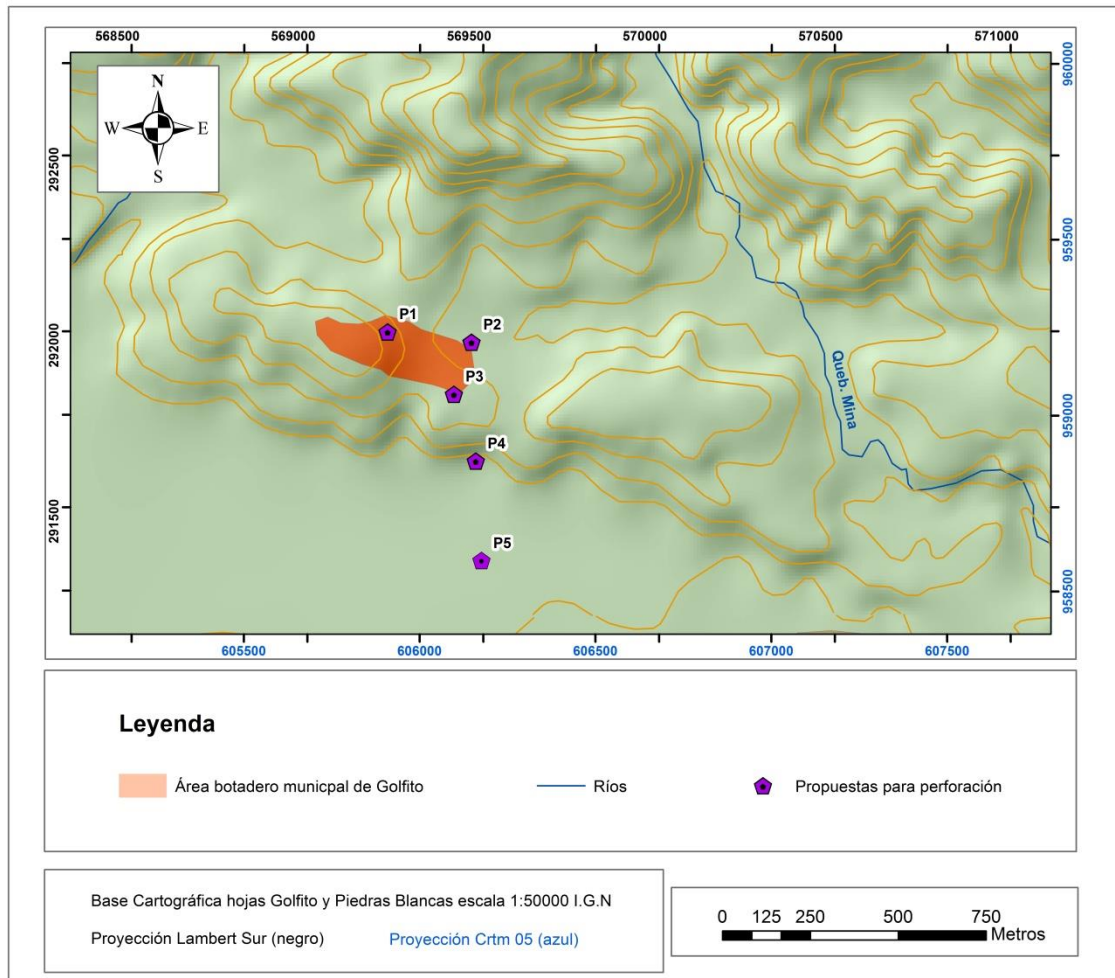 568500 569000 569500 570000 570500 571000
960000
N
W E
S
292500
959500
P1
P2
292000
P3
Queb. Mina
959000
P4
291500
P5
958500
605500 606000 606500 607000 607500
Leyenda
Área botadero municpal de Golfito
Ríos
Propuestas para perforación
Base Cartográfica hojas Golfito y Piedras Blancas escala 1:50000 I.G.N
Proyección Lambert Sur (negro) Proyección Crtm 05 (azul)
0 125 250 500 750
Metros